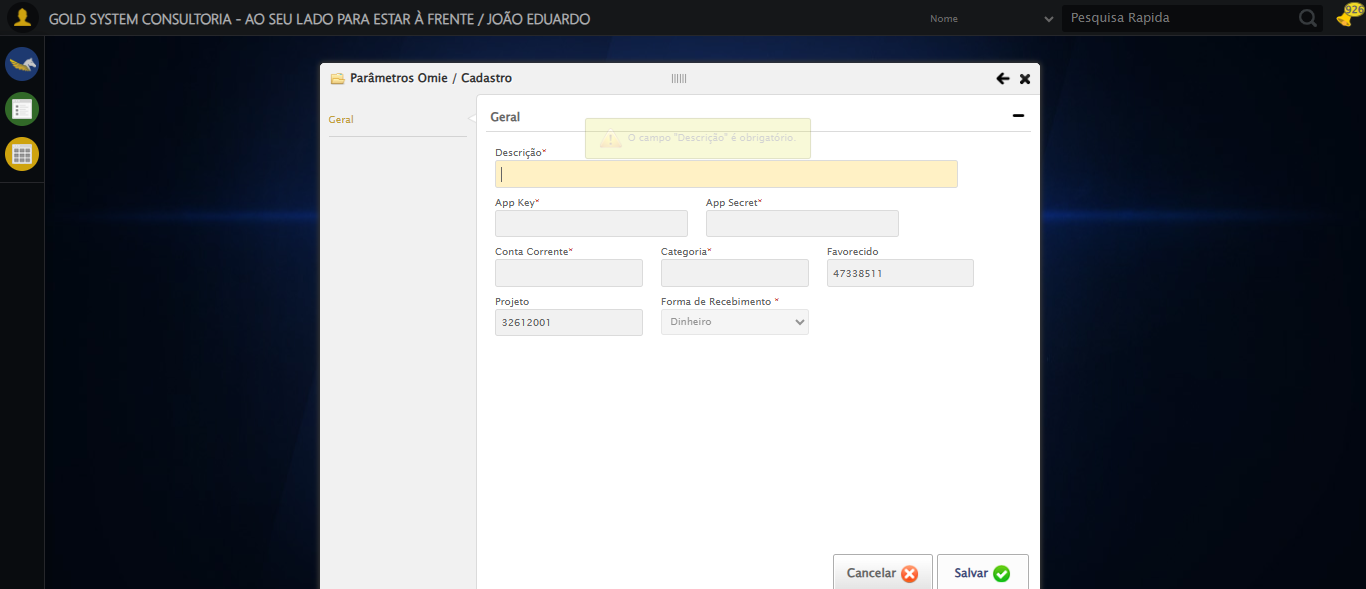 GOLD SYSTEM CONSULTORIA - AO SEU LADO PARA ESTAR À FRENTE / JOÃO EDUARDO
Nome
Pesquisa Rapida
926
Parâmetros Omie / Cadastro
Geral
Geral
O campo "Descrição" é obrigatório.
Descrição*
App Key*
App Secret*
Conta Corrente*
Categoria*
Favorecido
47338511
Projeto
Forma de Recebimento *
32612001
Dinheiro
Cancelar
Salvar